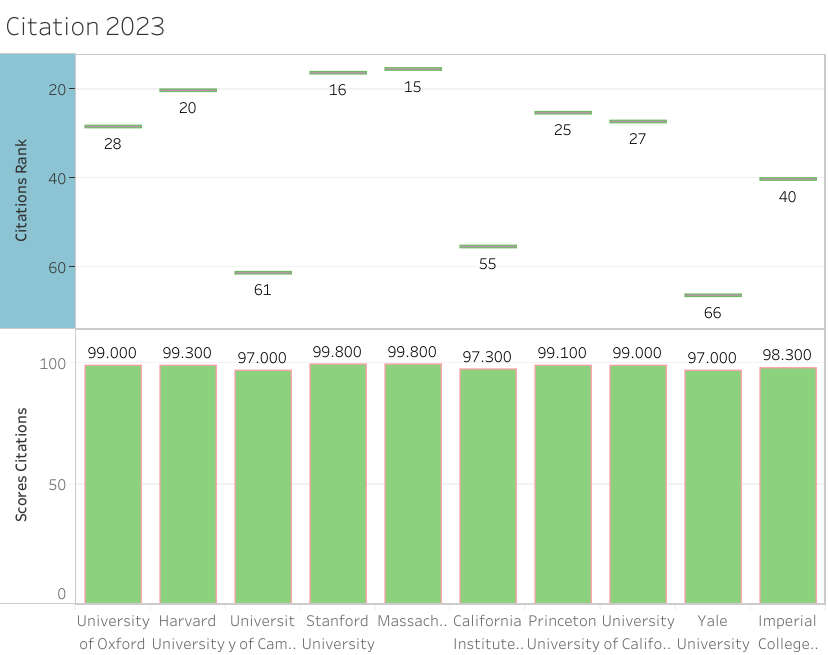 Citation 2023
Citations Rank
20
40
60
28
20
61
16
15
55
25
27
66
40
Scores Citations
100
50
0
99.000
99.300
97.000
99.800
99.800
97.300
99.100
99.000
97.000
98.300
University
of Oxford
Harvard
University
Universit
y of Cam..
Stanford
University
Massach..
California
Institute..
Princeton
University
University
of Califo..
Yale
University
Imperial
College..